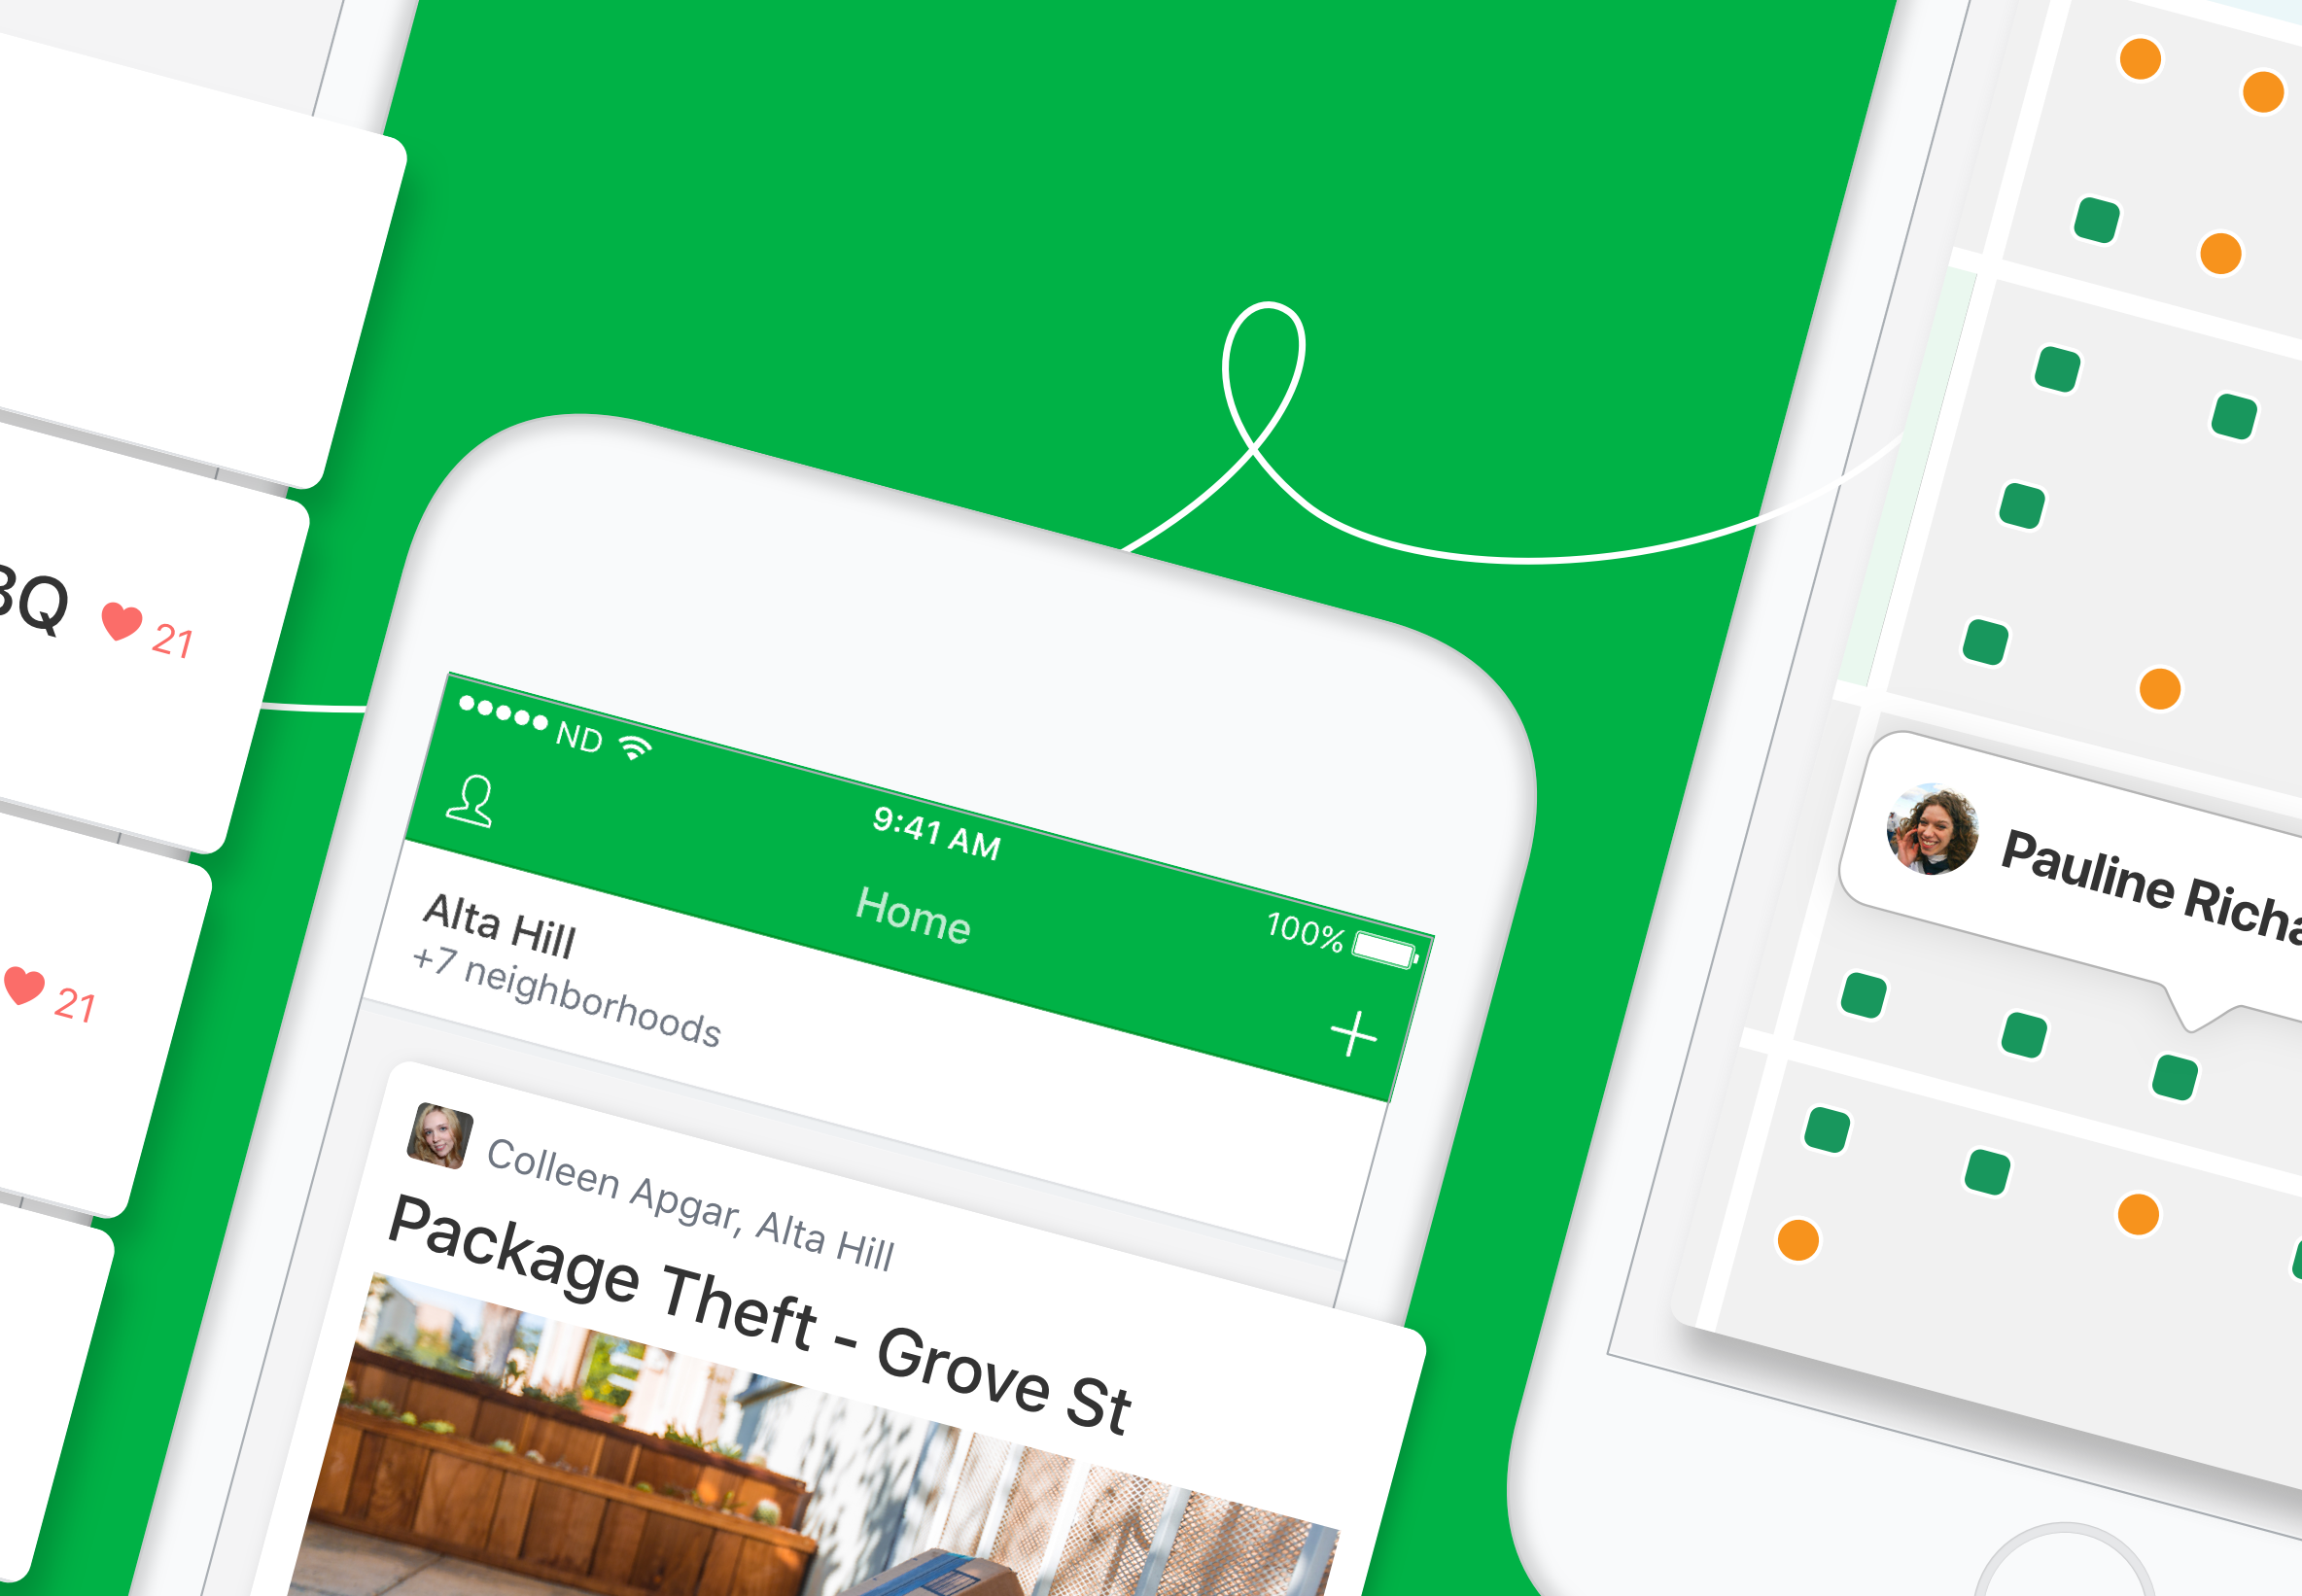 BQ 21
21
ND
9:41 AM
100%
Home
Alta Hill
+7 neighborhoods
Colleen Apgar, Alta Hill
Package Theft - Grove St
Pauline Richa